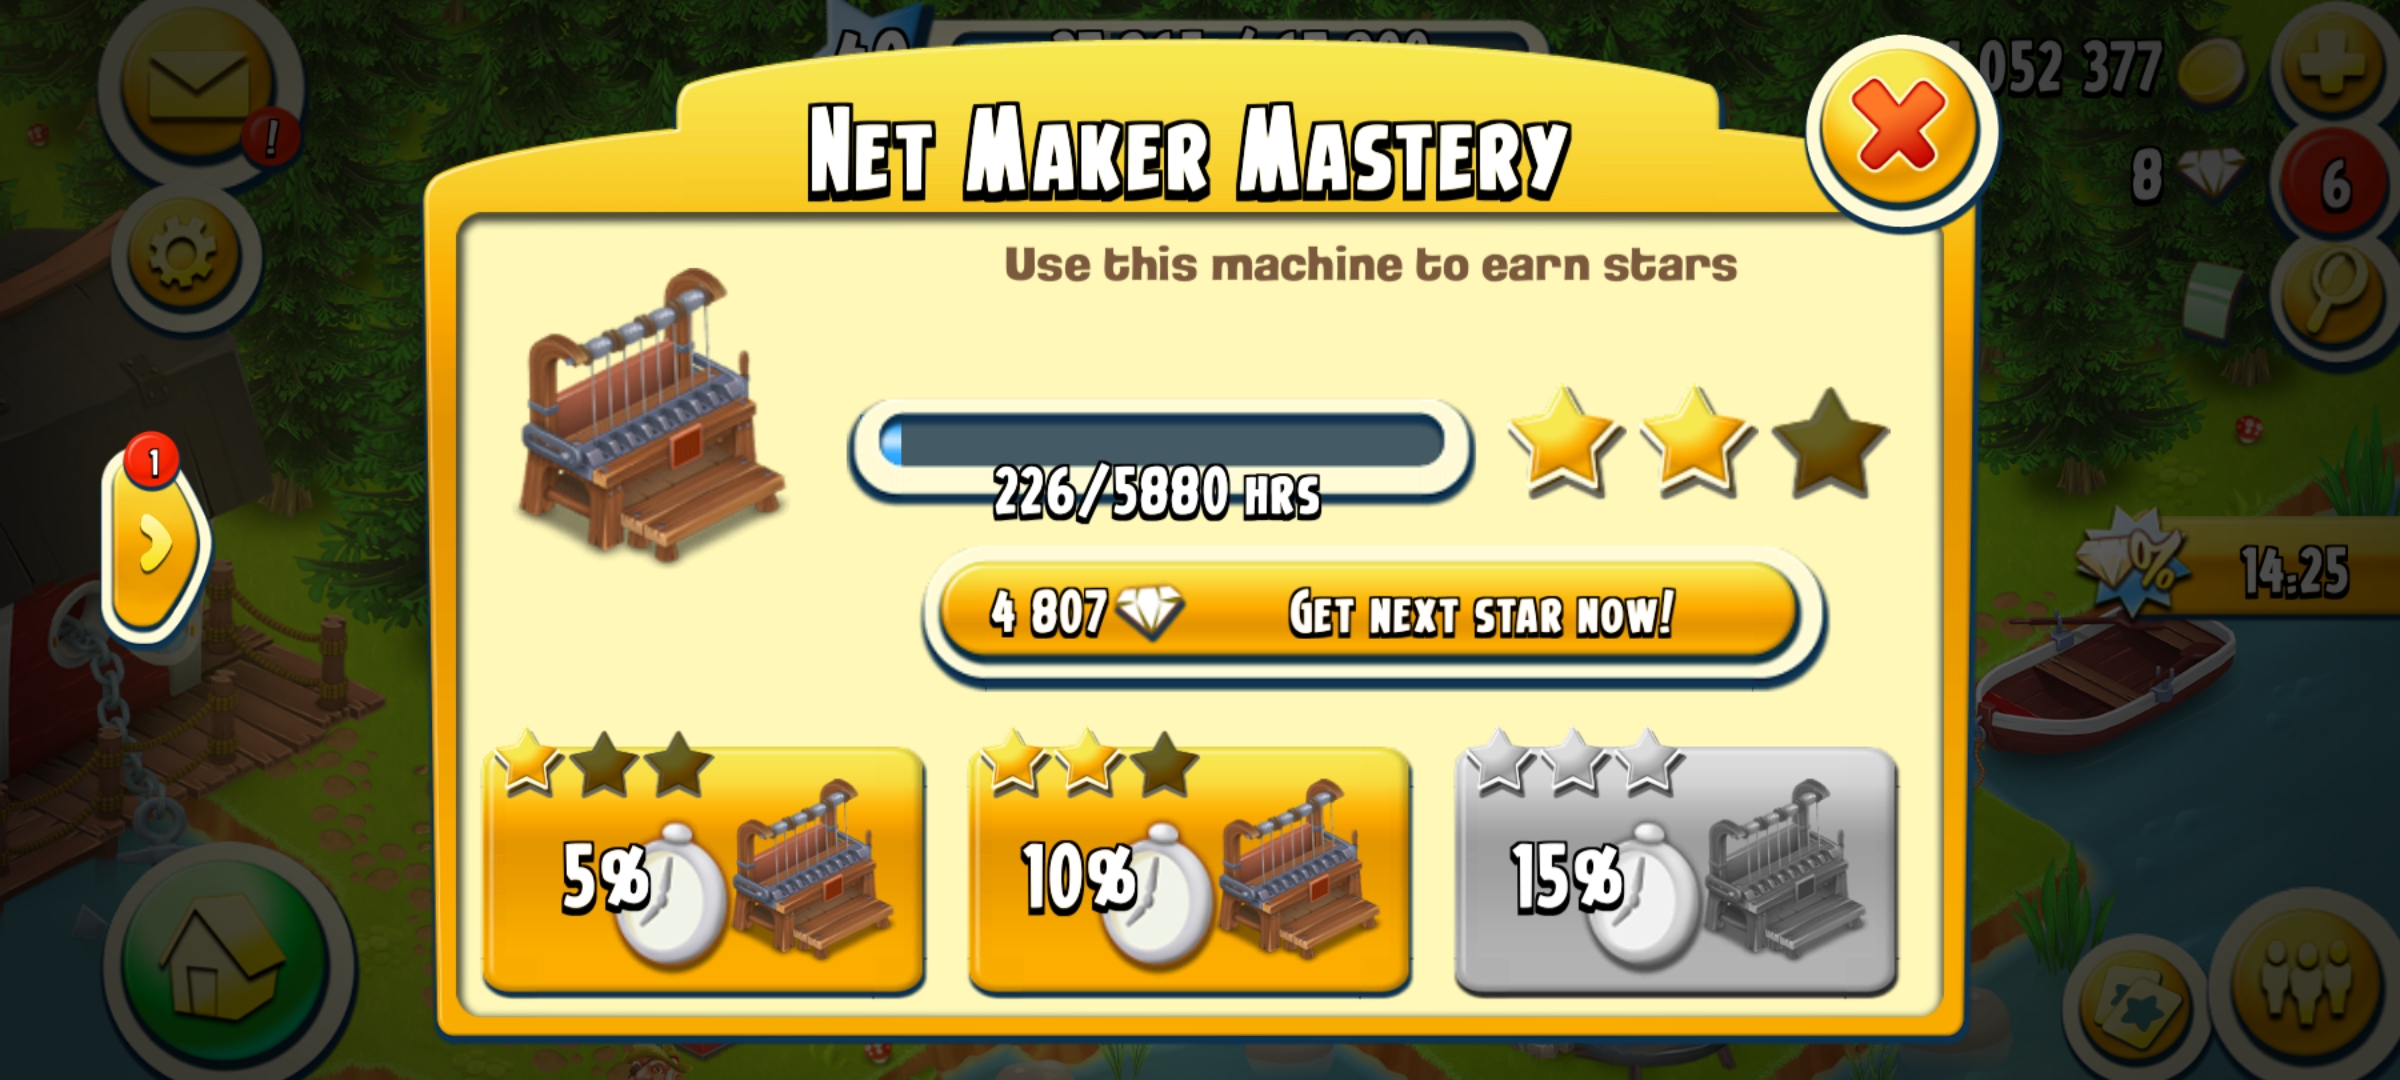 052 377
NET MAKER MASTERY
!
8
6
Use this machine to earn stars
1
226/5880 HRS
%
14:25
4 807
GET NEXT STAR NOW!
5%
10%
15%